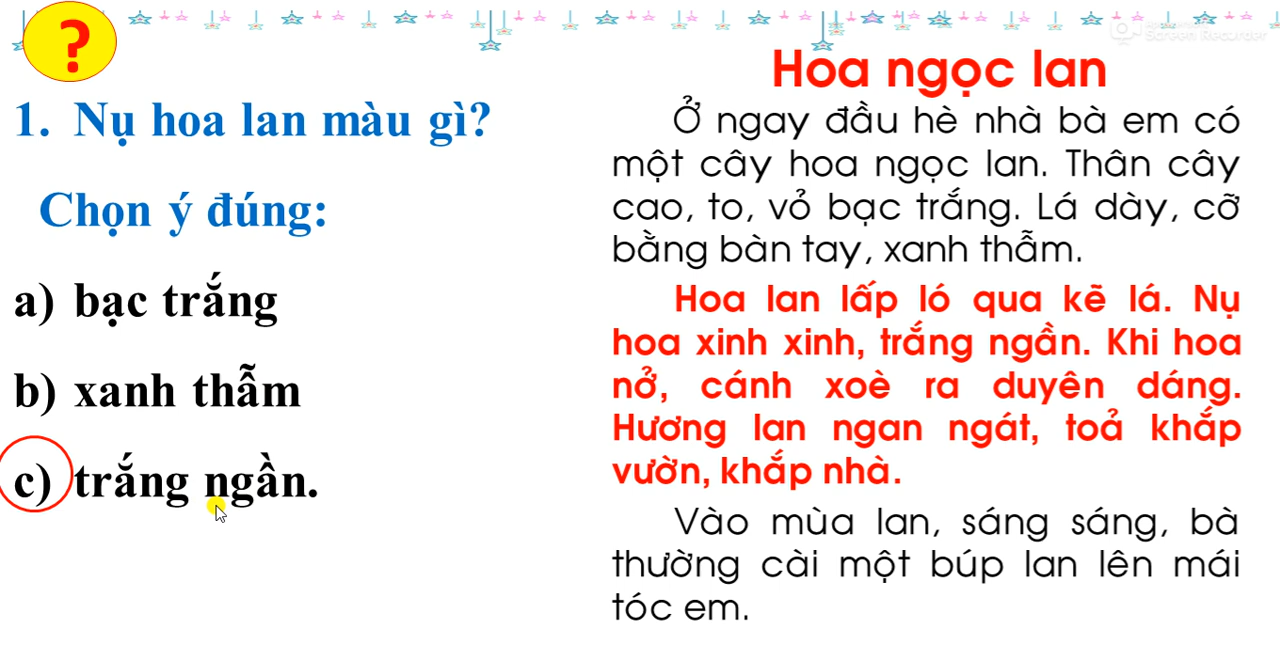 ?
1. Nụ hoa lan màu gì?
Chọn ý đúng:
a) bạc trắng
b) xanh thẫm
c) trắng ngần.
Hoa ngọc lan
Ở ngay đầu hè nhà bà em có
một cây hoa ngọc lan. Thân cây
cao, to, vỏ bạc trắng. Lá dày, cỡ
bằng bàn tay, xanh thẫm.
Hoa lan lấp ló qua kẽ lá. Nụ
hoa xinh xinh, trắng ngần. Khi hoa
nở, cánh xoè ra duyên dáng.
Hương lan ngan ngát, toả khắp
vườn, khắp nhà.
Vào mùa lan, sáng sáng, bà
thường cài một búp lan lên mái
tóc em.
Screen Recorder